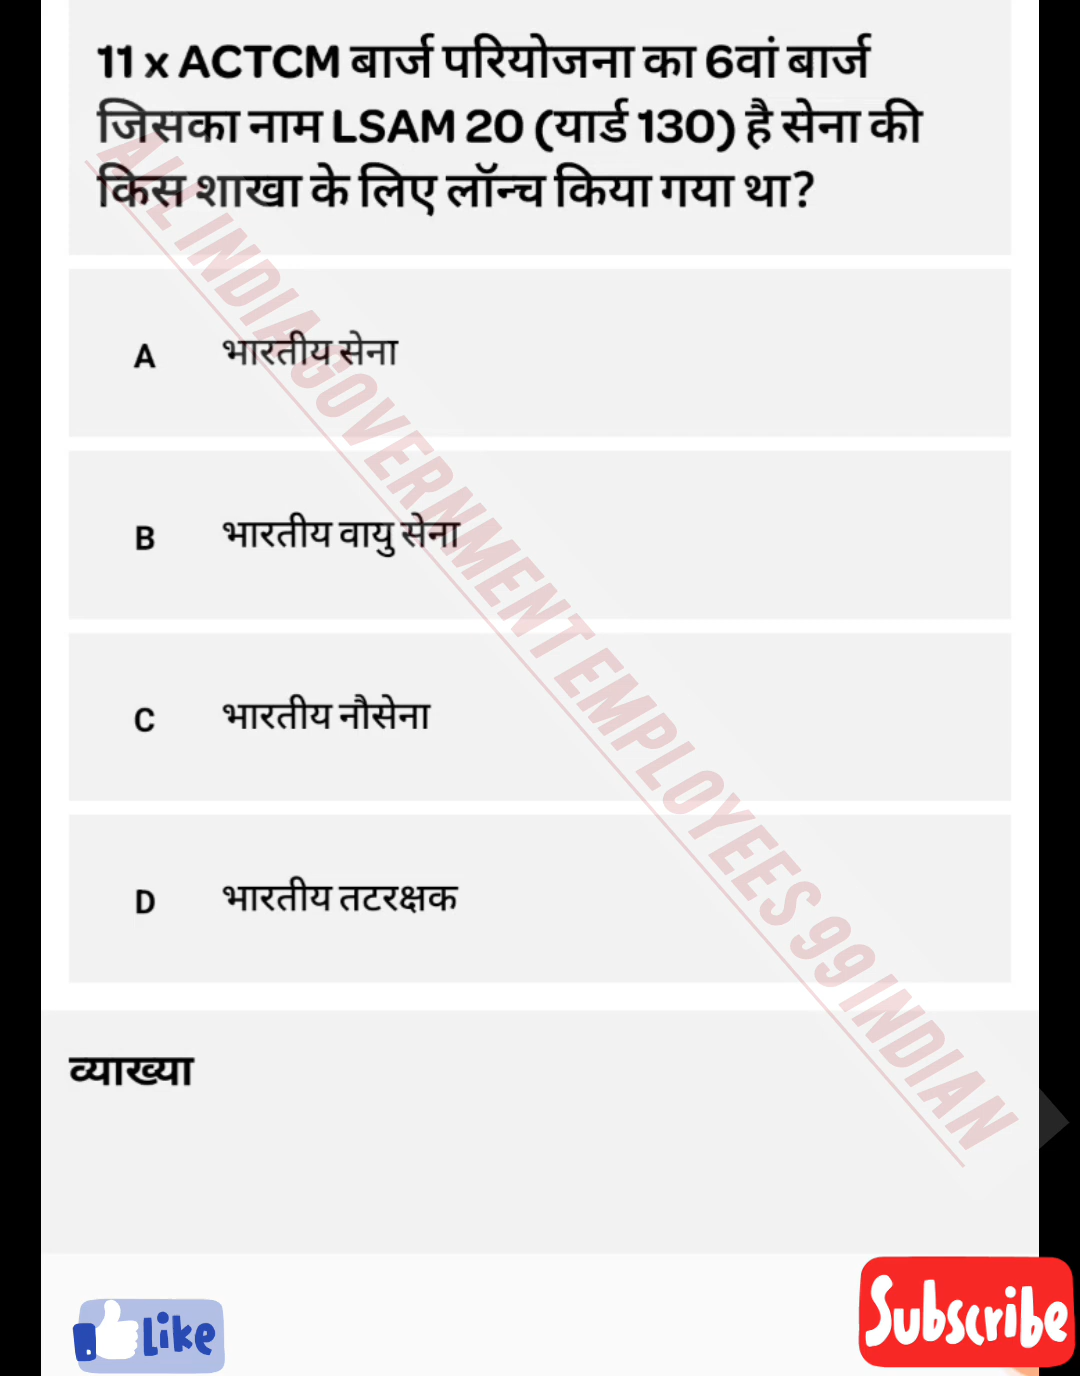 11 x ACTCM बार्ज परियोजना का 6वां बार्ज
जिसका नाम LSAM 20 (यार्ड 130) है सेना की
किस शाखा के लिए लॉन्च किया गया था?
A भारतीय सेना
B भारतीय वायु सेना
C भारतीय नौसेना
D भारतीय तटरक्षक
ALL INDIA GOVERNMENT EMPLOYEES 99 INDIAN
व्याख्या
Like
Subscribe